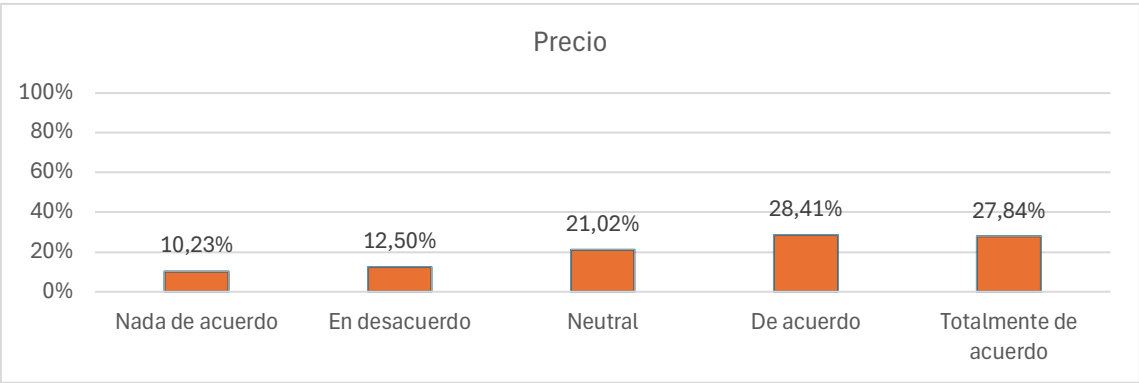 Precio
100%
80%
60%
40%
20%
0%
10,23%
12,50%
21,02%
28,41%
27,84%
Nada de acuerdo
En desacuerdo
Neutral
De acuerdo
Totalmente de
acuerdo